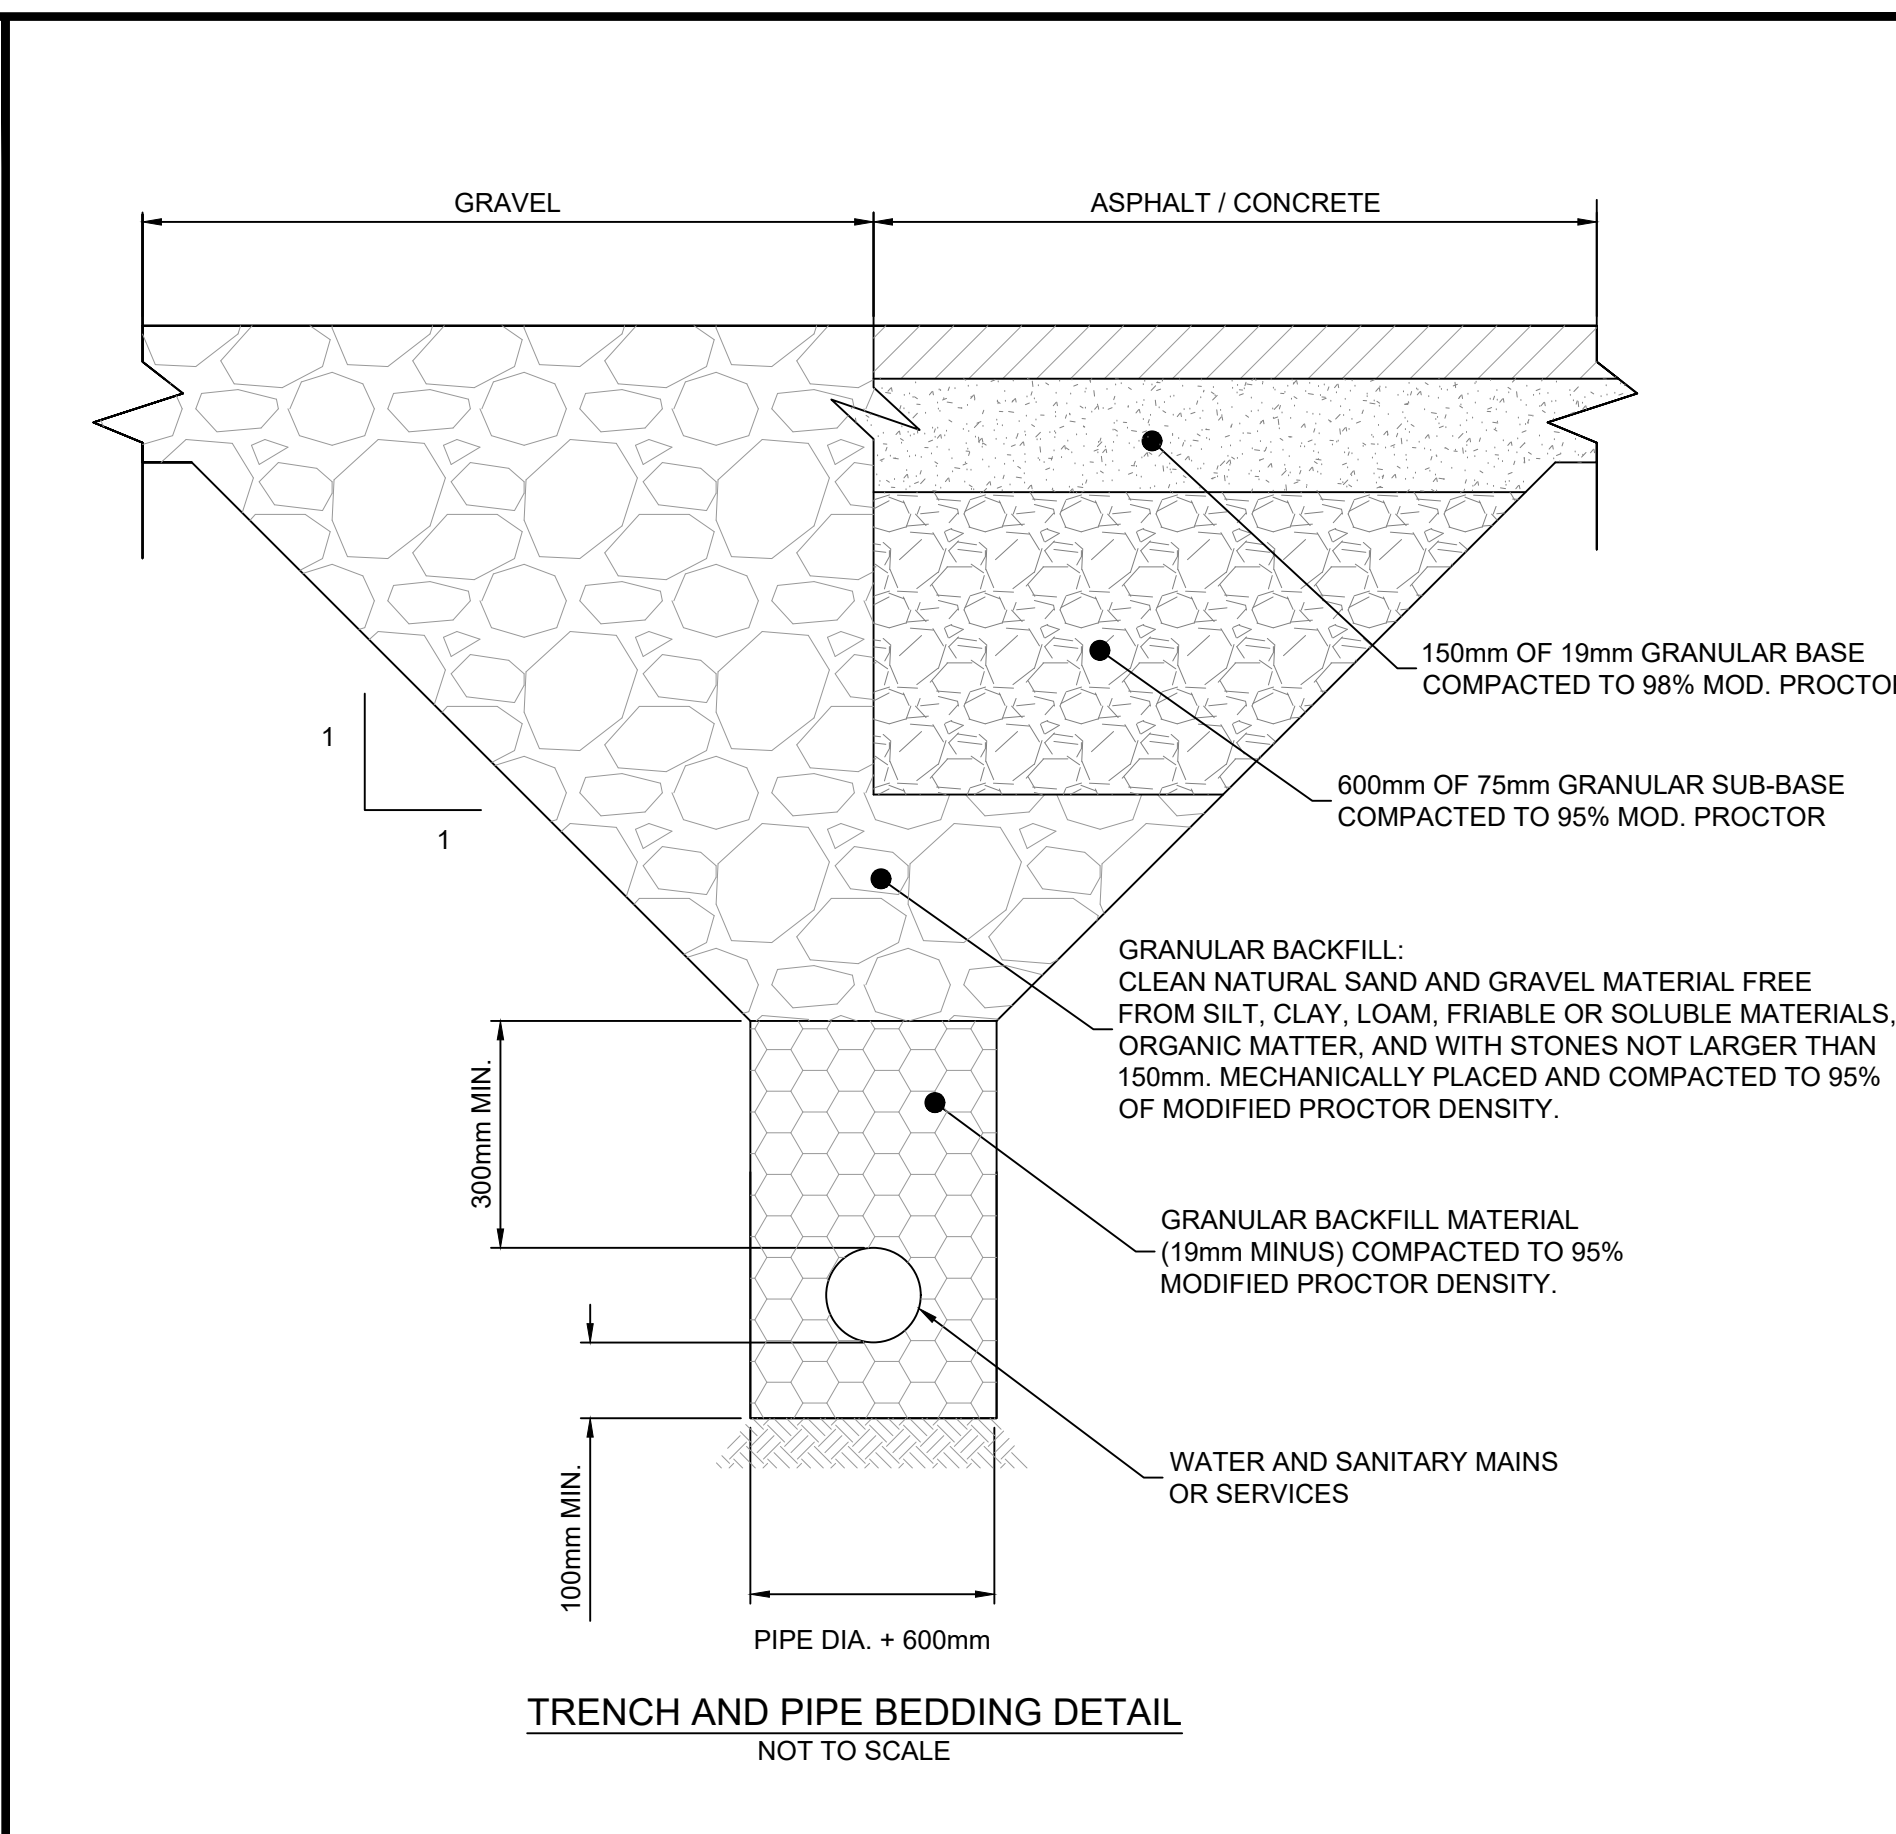 GRAVEL
ASPHALT / CONCRETE
150mm OF 19mm GRANULAR BASE
COMPACTED TO 98% MOD. PROCTOR
1
1
600mm OF 75mm GRANULAR SUB-BASE
COMPACTED TO 95% MOD. PROCTOR
GRANULAR BACKFILL:
CLEAN NATURAL SAND AND GRAVEL MATERIAL FREE
FROM SILT, CLAY, LOAM, FRIABLE OR SOLUBLE MATERIALS,
ORGANIC MATTER, AND WITH STONES NOT LARGER THAN
150mm. MECHANICALLY PLACED AND COMPACTED TO 95%
OF MODIFIED PROCTOR DENSITY.
300mm MIN.
GRANULAR BACKFILL MATERIAL
(19mm MINUS) COMPACTED TO 95%
MODIFIED PROCTOR DENSITY.
WATER AND SANITARY MAINS
OR SERVICES
100mm MIN.
PIPE DIA. + 600mm
TRENCH AND PIPE BEDDING DETAIL
NOT TO SCALE